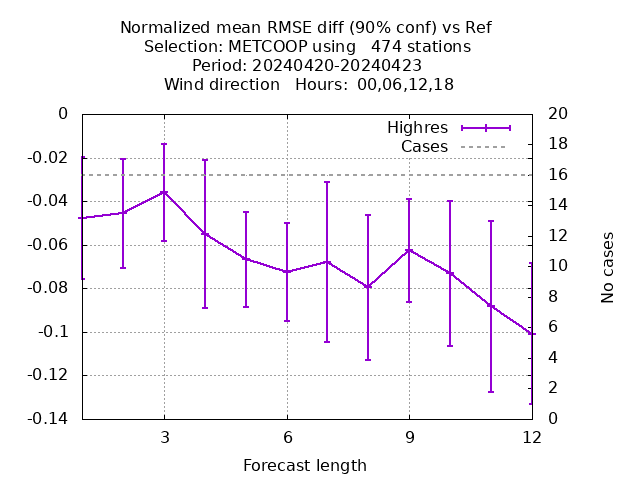 Normalized mean RMSE diff (90% conf) vs Ref
Selection: METCOOP using   474 stations
Period: 20240420-20240423
Wind direction   Hours:  00,06,12,18
0
-0.02
-0.04
-0.06
-0.08
-0.1
-0.12
-0.14
20
18
16
14
12
10
8
6
4
2
0
Highres
Cases
No cases
3
6
9
12
Forecast length